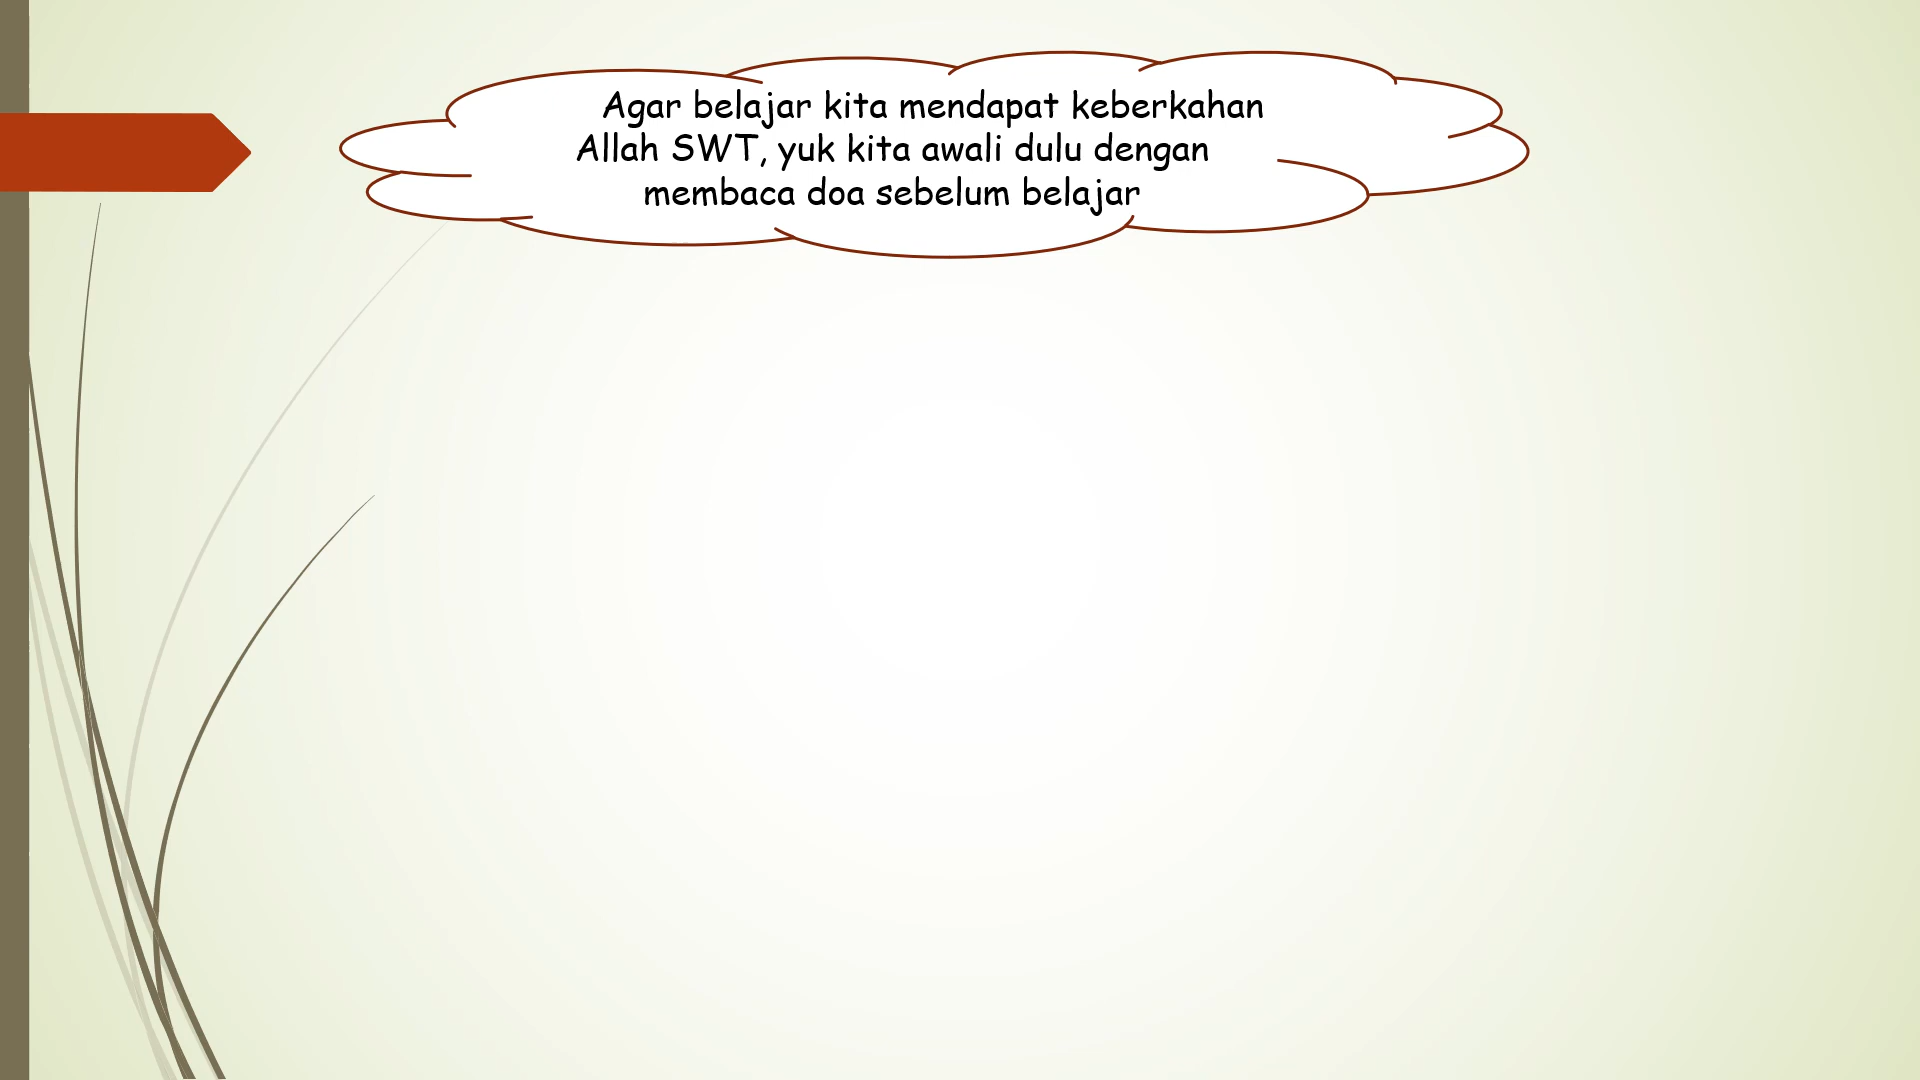 Agar belajar kita mendapat keberkahan
Allah SWT, yuk kita awali dulu dengan
membaca doa sebelum belajar